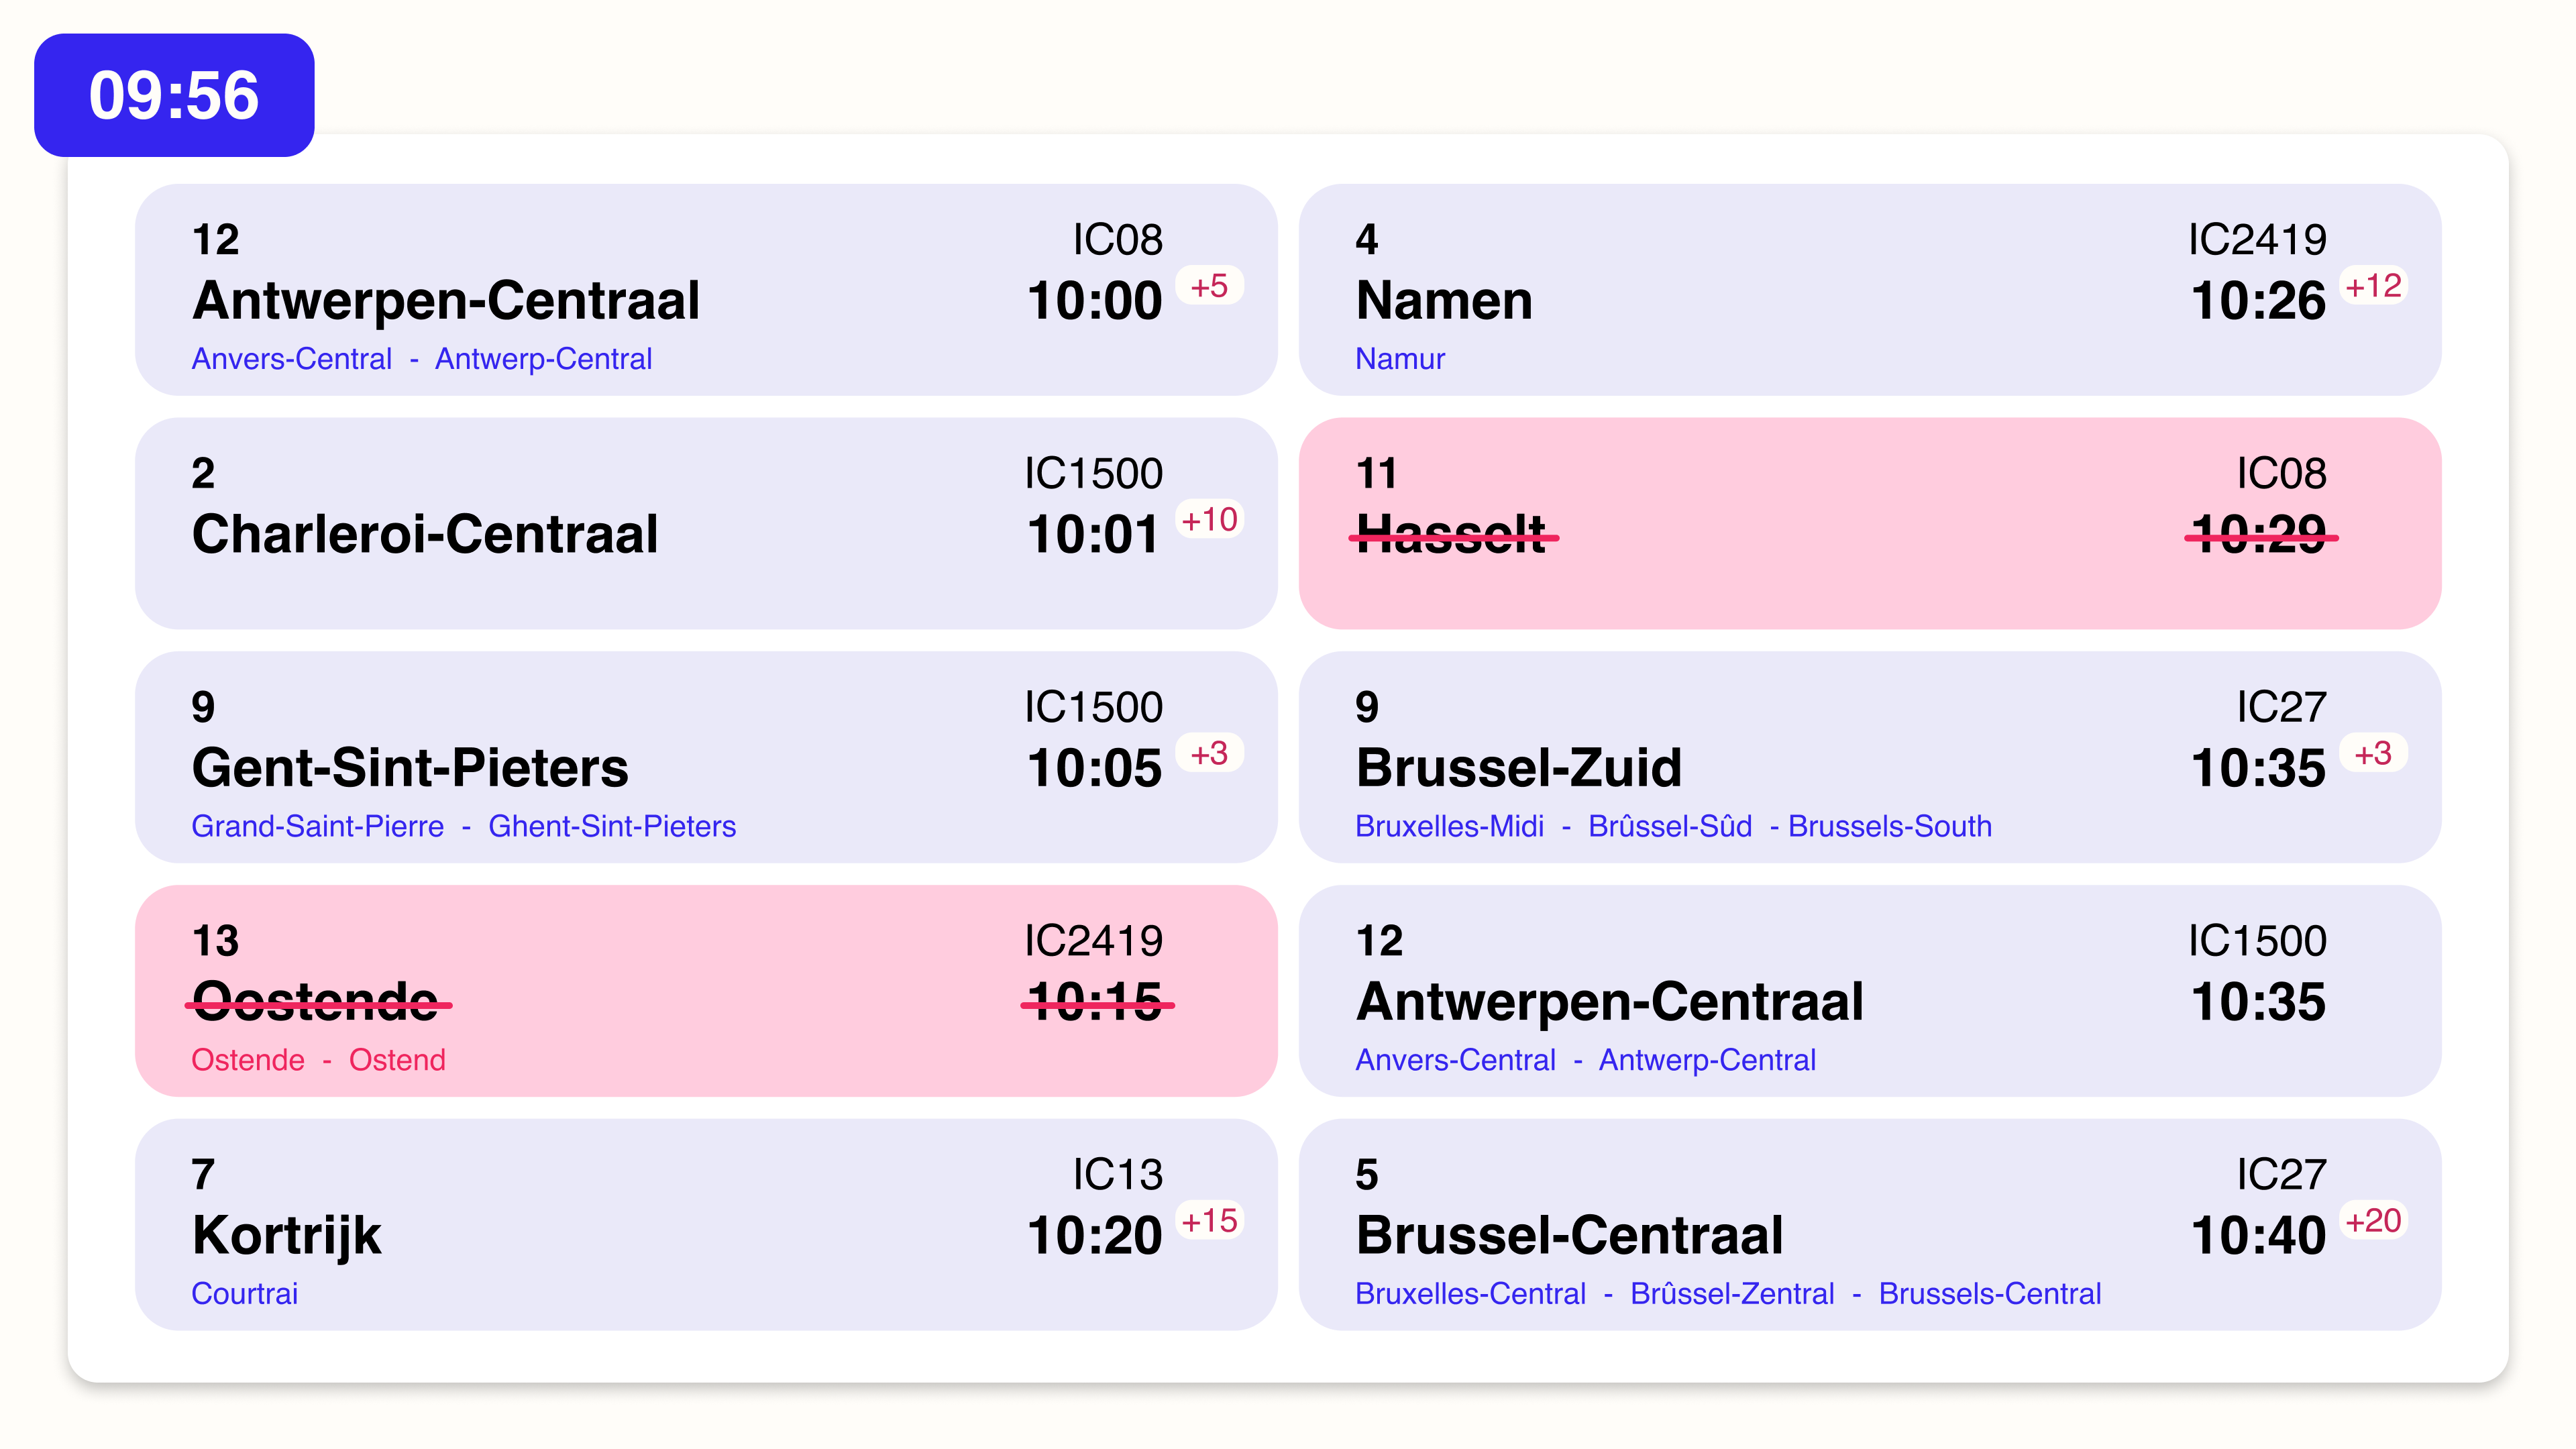 09:56
12
IC08
Antwerpen-Centraal
10:00 +5
Anvers-Central - Antwerp-Central
2
IC1500
Charleroi-Centraal
10:01 +10
9
IC1500
Gent-Sint-Pieters
10:05 +3
Grand-Saint-Pierre - Ghent-Sint-Pieters
13
IC2419
Oostende
10:15
Ostende - Ostend
7
IC13
Kortrijk
10:20 +15
Courtrai
4
IC2419
Namen
10:26 +12
Namur
11
IC08
Hasselt
10:29
9
IC27
Brussel-Zuid
10:35 +3
Bruxelles-Midi - Brûssel-Sûd - Brussels-South
12
IC1500
Antwerpen-Centraal
10:35
Anvers-Central - Antwerp-Central
5
IC27
Brussel-Centraal
10:40 +20
Bruxelles-Central - Brûssel-Zentral - Brussels-Central